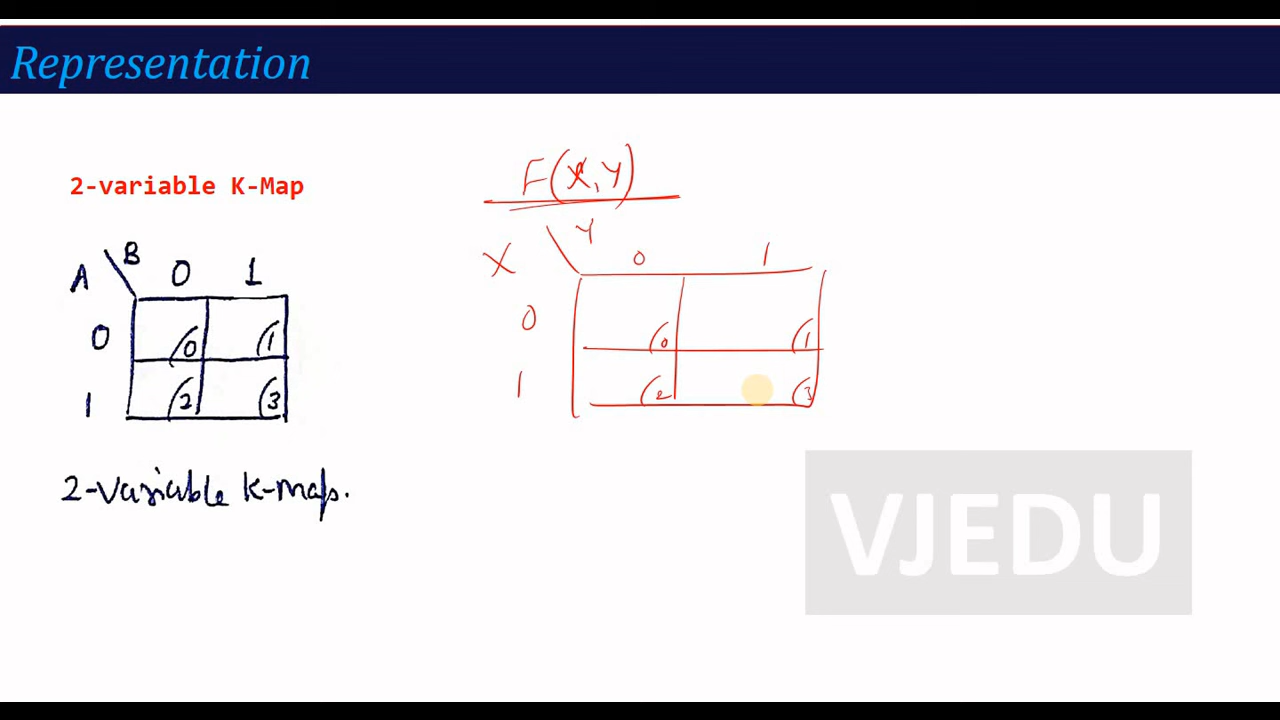 Representation
2-variable K-Map
A B 0 1
0 0 1
1 2 3
2-Variable K-Map.
F(X,Y)
X Y 0 1
0 0 1
1 2 3
VJEDU